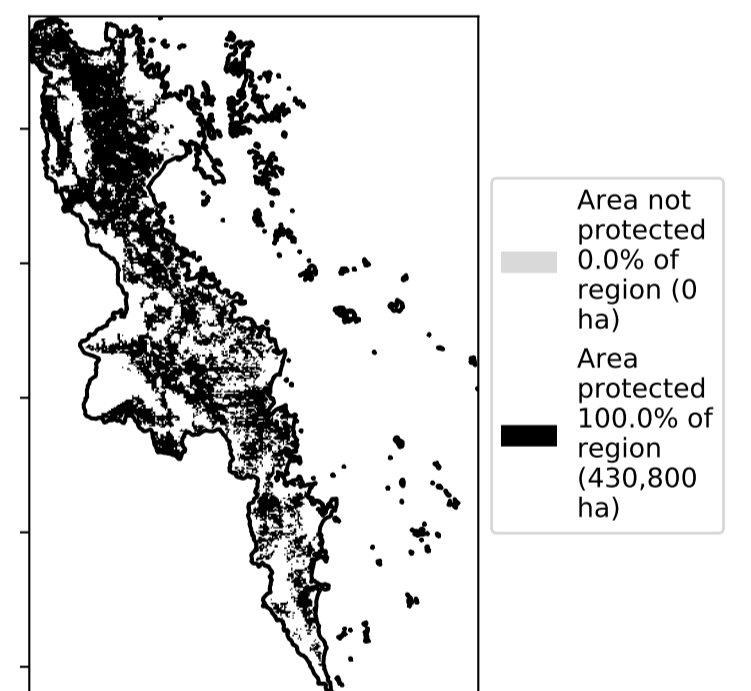 Area not
protected
0.0% of
region (0
ha)
Area
protected
100.0% of
region
(430,800
ha)